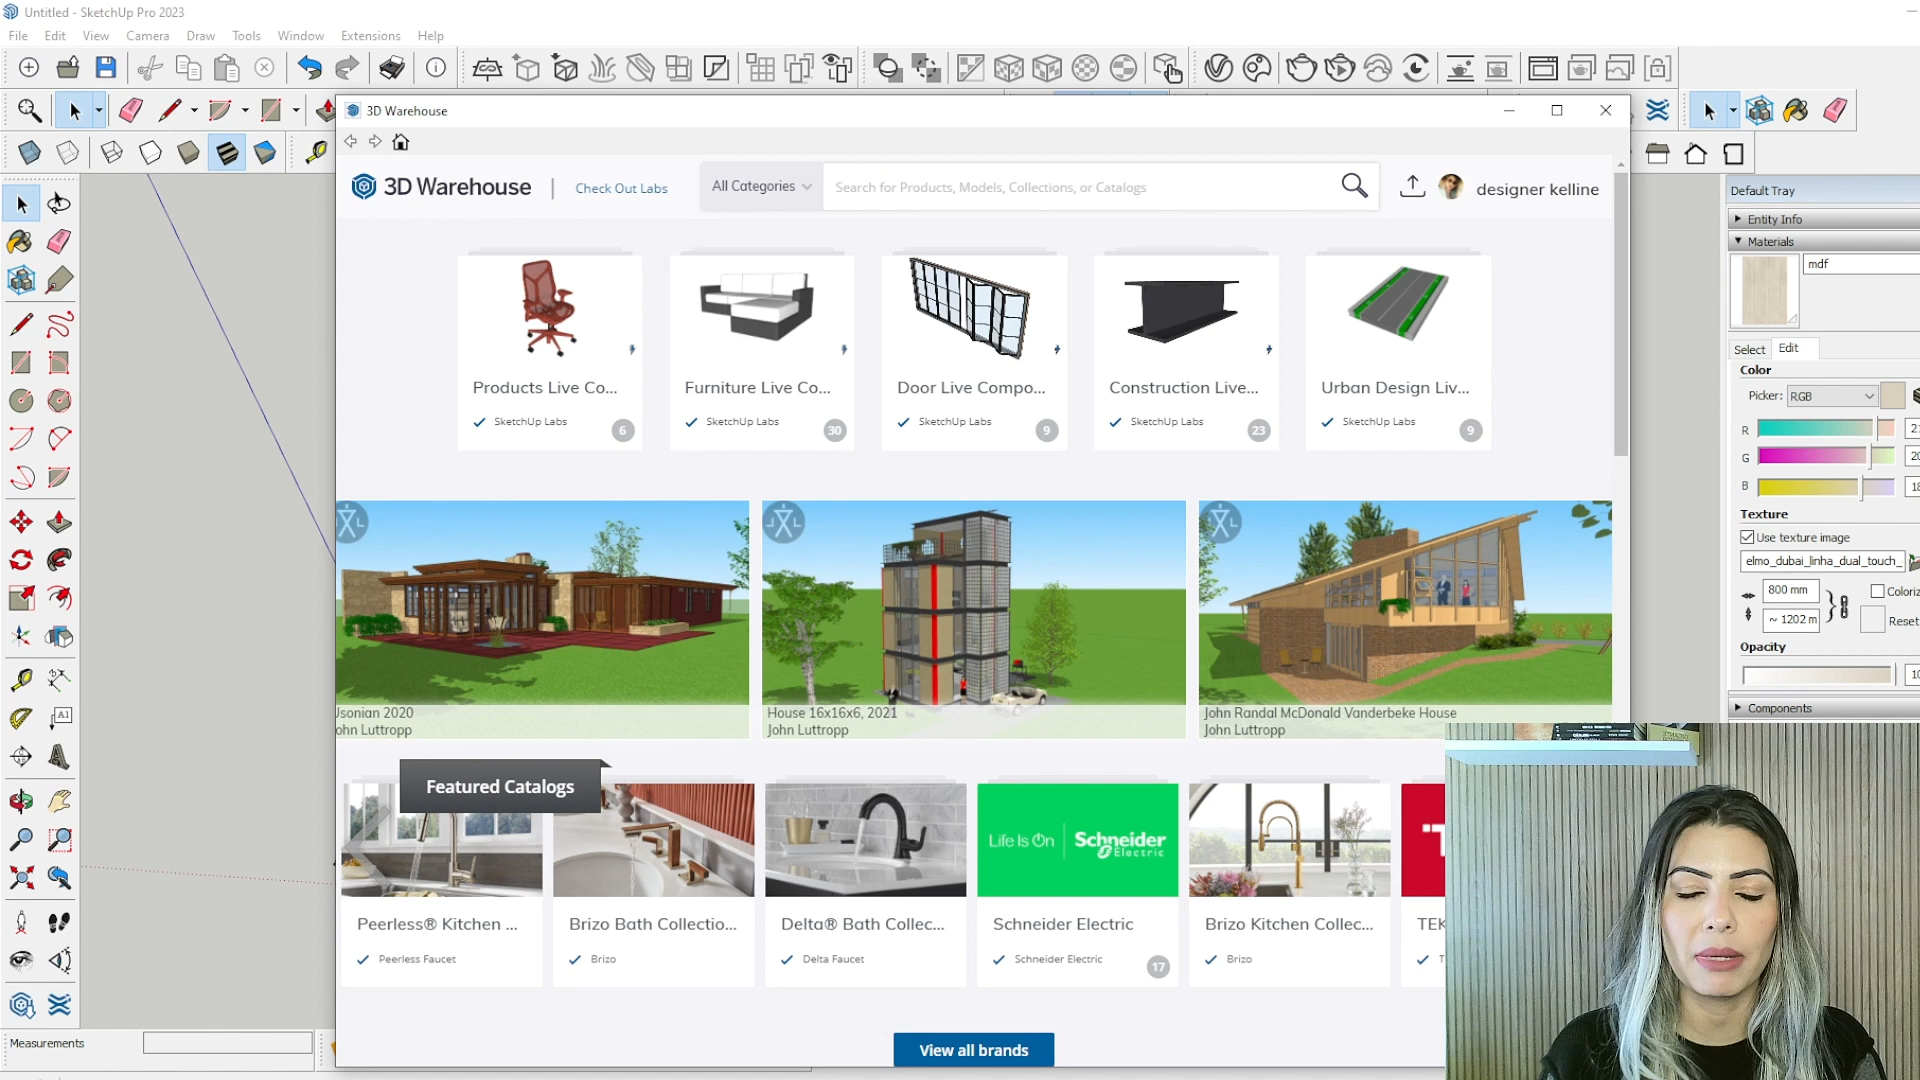 Untitled - SketchUp Pro 2023
File Edit View Camera Draw Tools Window Extensions Help
3D Warehouse
3D Warehouse | Check Out Labs All Categories Search for Products, Models, Collections, or Catalogs designer kelline
Products Live Co...
SketchUp Labs 6
Furniture Live Co...
SketchUp Labs 30
Door Live Compo...
SketchUp Labs 9
Construction Live...
SketchUp Labs 23
Urban Design Liv...
SketchUp Labs 9
Usonian 2020
John Luttropp
House 16x16x6, 2021
John Luttropp
John Randal McDonald Vanderbeke House
John Luttropp
Featured Catalogs
Life Is On Schneider
Electric
Peerless® Kitchen ...
Peerless Faucet
Brizo Bath Collectio...
Brizo
Delta® Bath Collec...
Delta Faucet
Schneider Electric
Schneider Electric 17
Brizo Kitchen Collec...
Brizo
TEK
View all brands
Default Tray
Entity Info
Materials
mdf
Select Edit
Color
Picker: RGB
R
G
B
Texture
Use texture image
elmo_dubai_linha_dual_touch_
800 mm Coloriz
~ 1202 m Reset
Opacity
Components
A1
Measurements